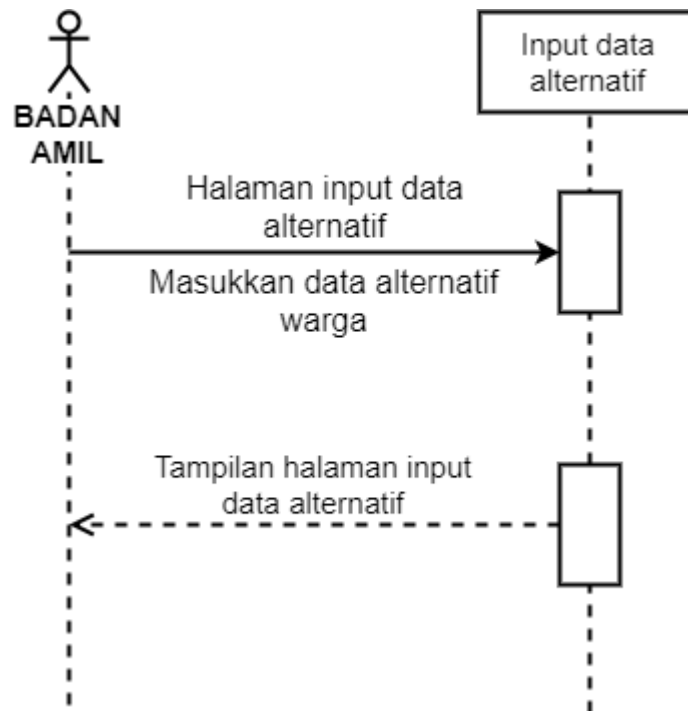 BADAN
AMIL
Input data
alternatif
Halaman input data
alternatif
Masukkan data alternatif
warga
Tampilan halaman input
data alternatif